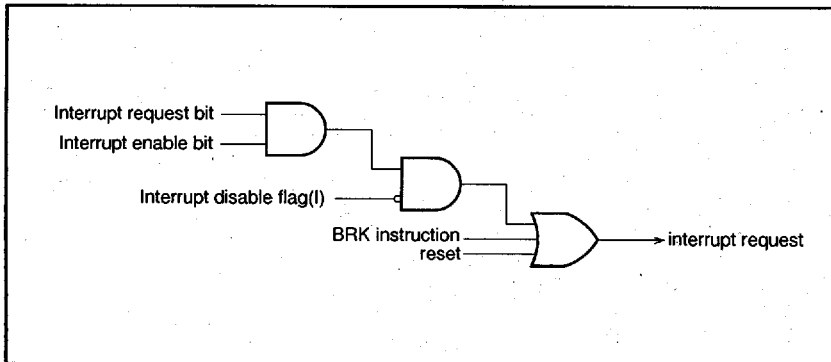 Interrupt request bit
Interrupt enable bit
Interrupt disable flag(I)
BRK instruction
reset
interrupt request